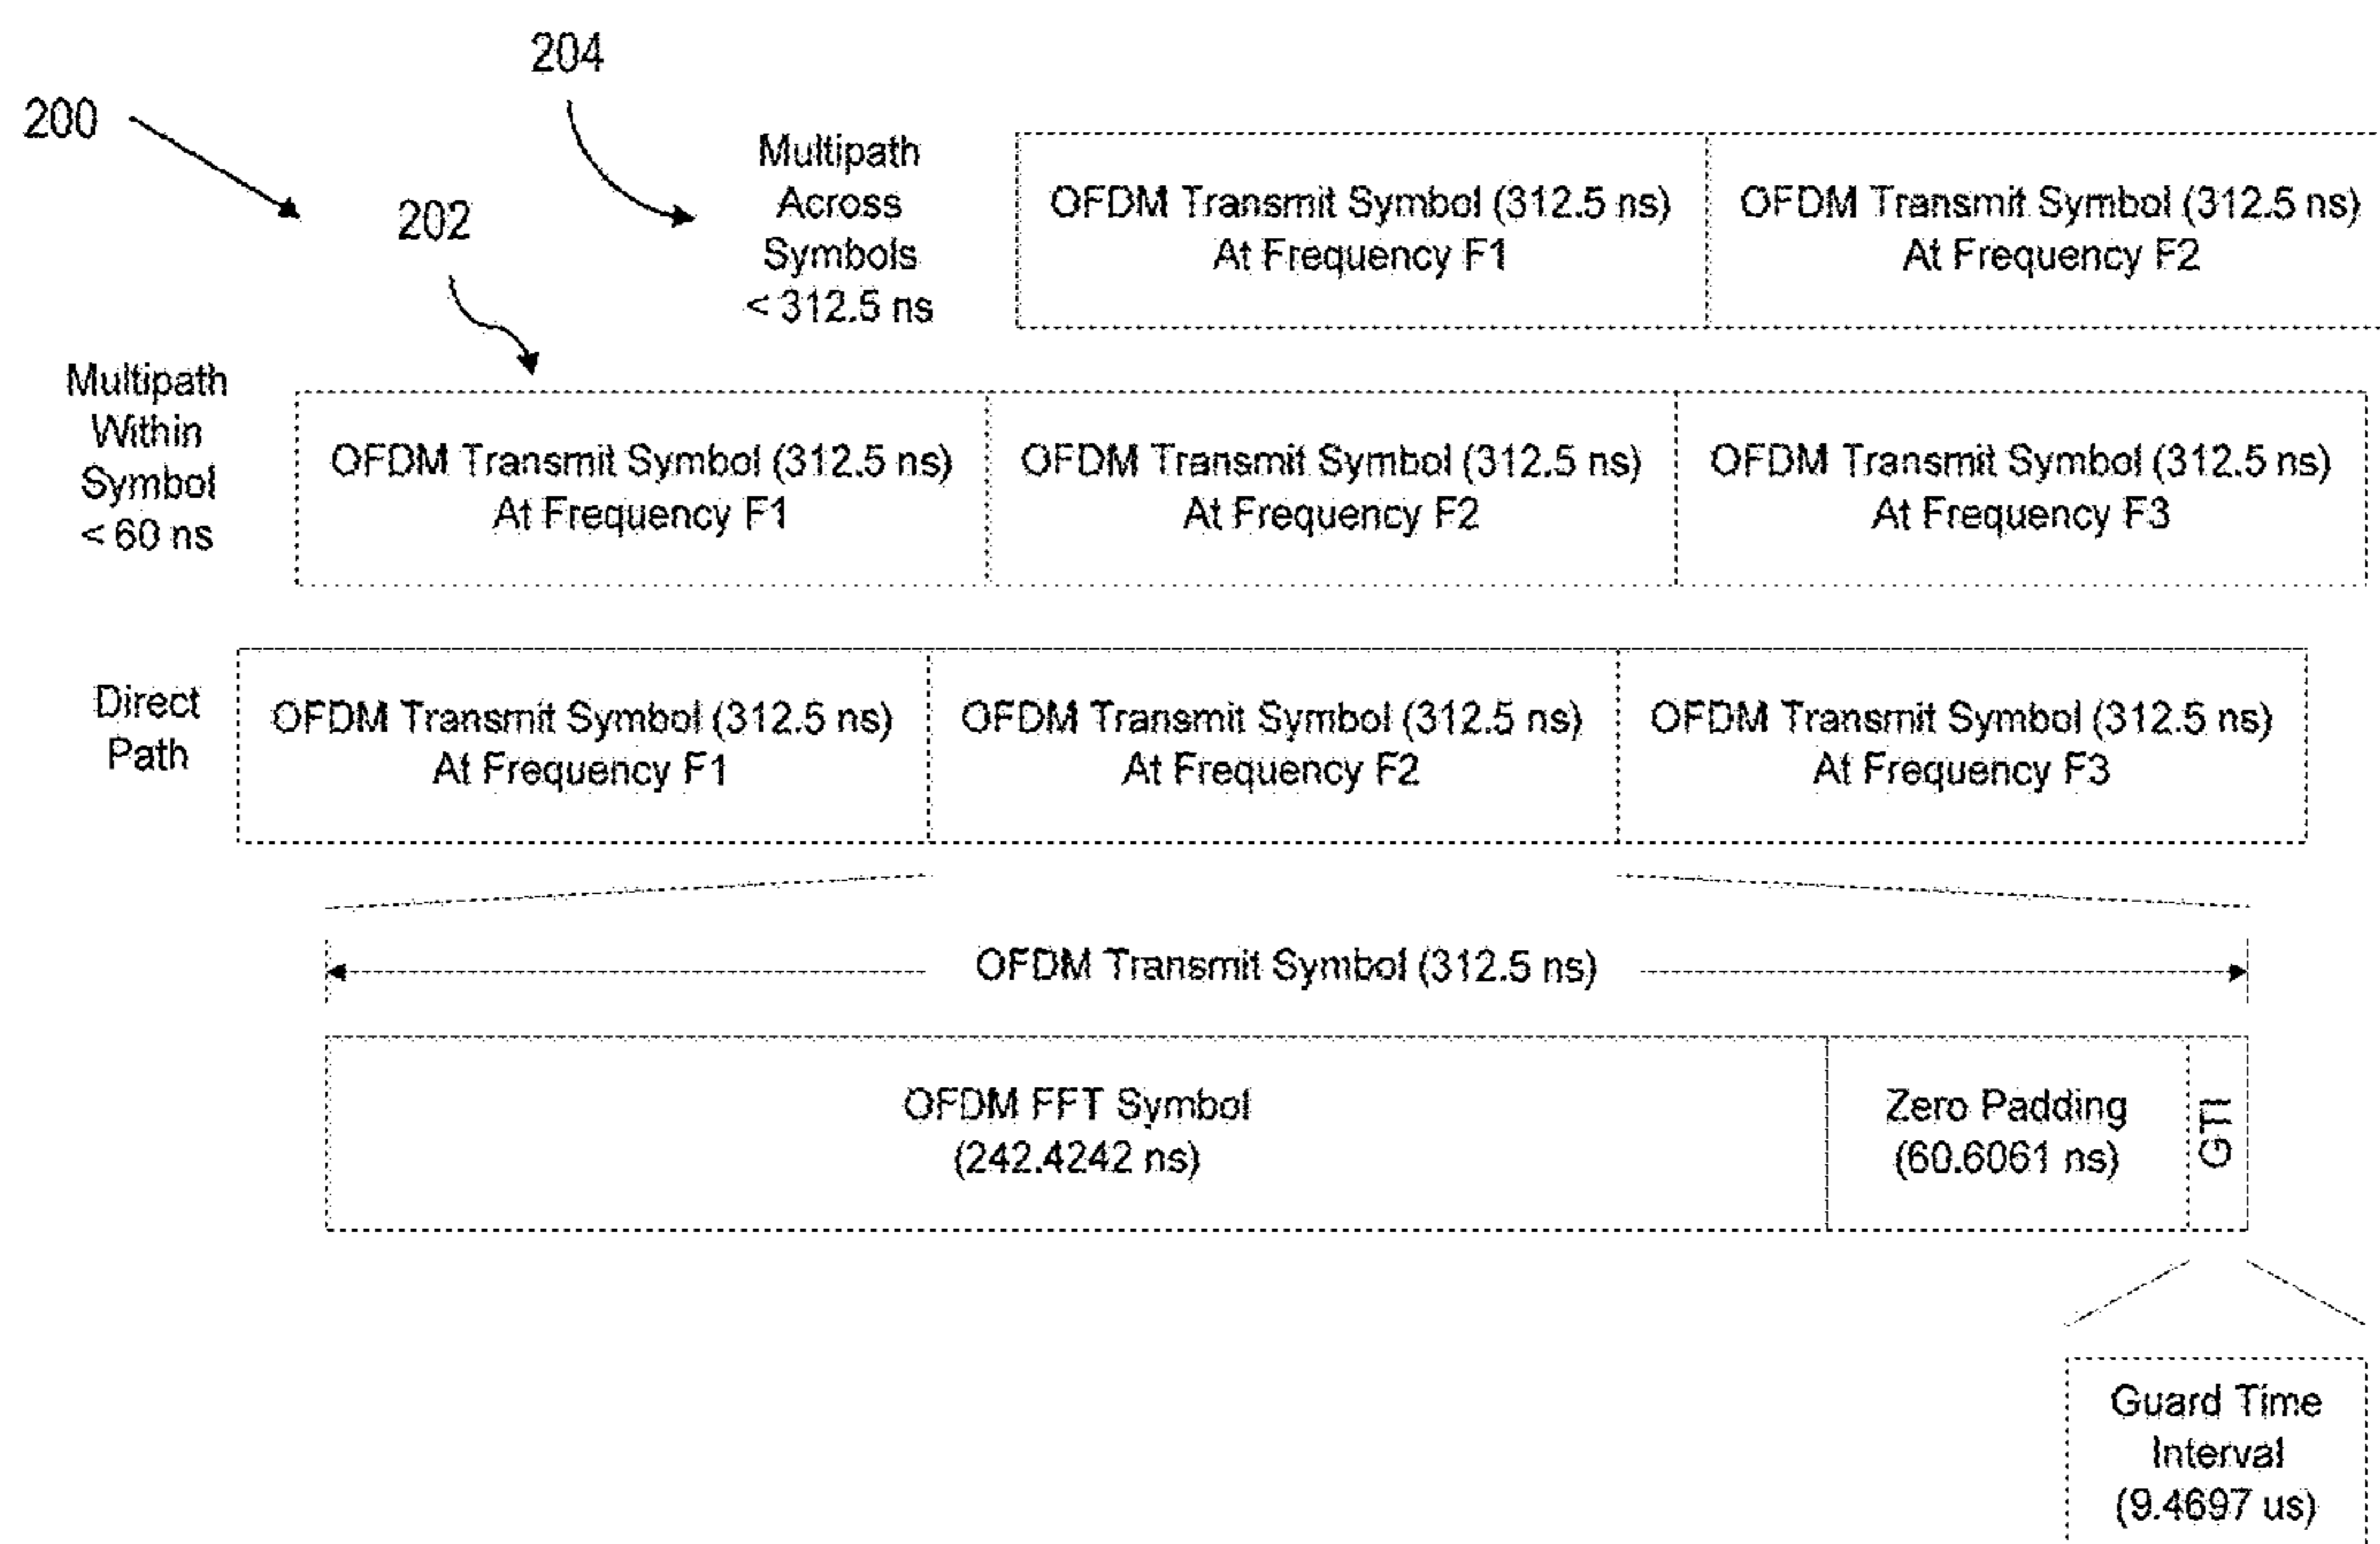 204
200
202
Multipath
Across
Symbols
< 312.5 ns
OFDM Transmit Symbol (312.5 ns)
At Frequency F1
OFDM Transmit Symbol (312.5 ns)
At Frequency F2
Multipath
Within
Symbol
< 60 ns
OFDM Transmit Symbol (312.5 ns)
At Frequency F1
OFDM Transmit Symbol (312.5 ns)
At Frequency F2
OFDM Transmit Symbol (312.5 ns)
At Frequency F3
Direct
Path
OFDM Transmit Symbol (312.5 ns)
At Frequency F1
OFDM Transmit Symbol (312.5 ns)
At Frequency F2
OFDM Transmit Symbol (312.5 ns)
At Frequency F3
OFDM Transmit Symbol (312.5 ns)
OFDM FFT Symbol
(242.4242 ns)
Zero Padding
(60.6061 ns)
GTI
Guard Time
Interval
(9.4697 us)